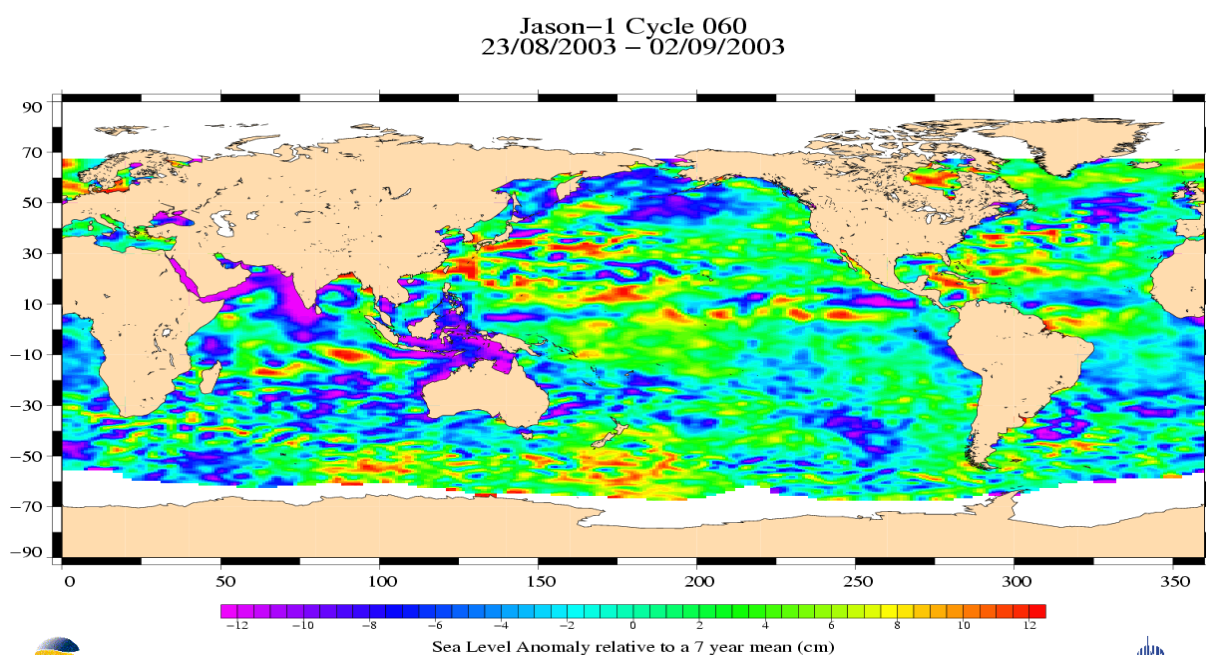 Jason−1 Cycle 060
23/08/2003 − 02/09/2003
90
70
50
30
10
−10
−30
−50
−70
−90
0 50 100 150 200 250 300 350
−12 −10 −8 −6 −4 −2 0 2 4 6 8 10 12
Sea Level Anomaly relative to a 7 year mean (cm)